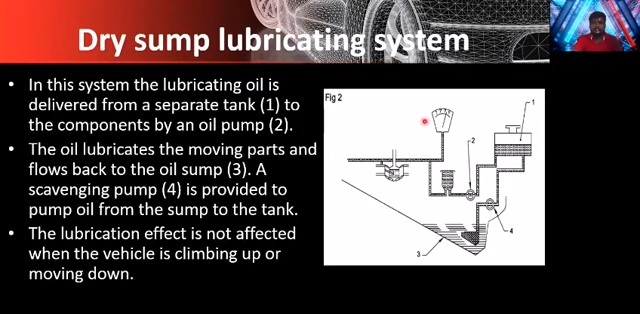 Dry sump lubricating system
• In this system the lubricating oil is
delivered from a separate tank (1) to
the components by an oil pump (2).
• The oil lubricates the moving parts and
flows back to the oil sump (3). A
scavenging pump (4) is provided to
pump oil from the sump to the tank.
• The lubrication effect is not affected
when the vehicle is climbing up or
moving down.
Fig 2
1
2
3
4